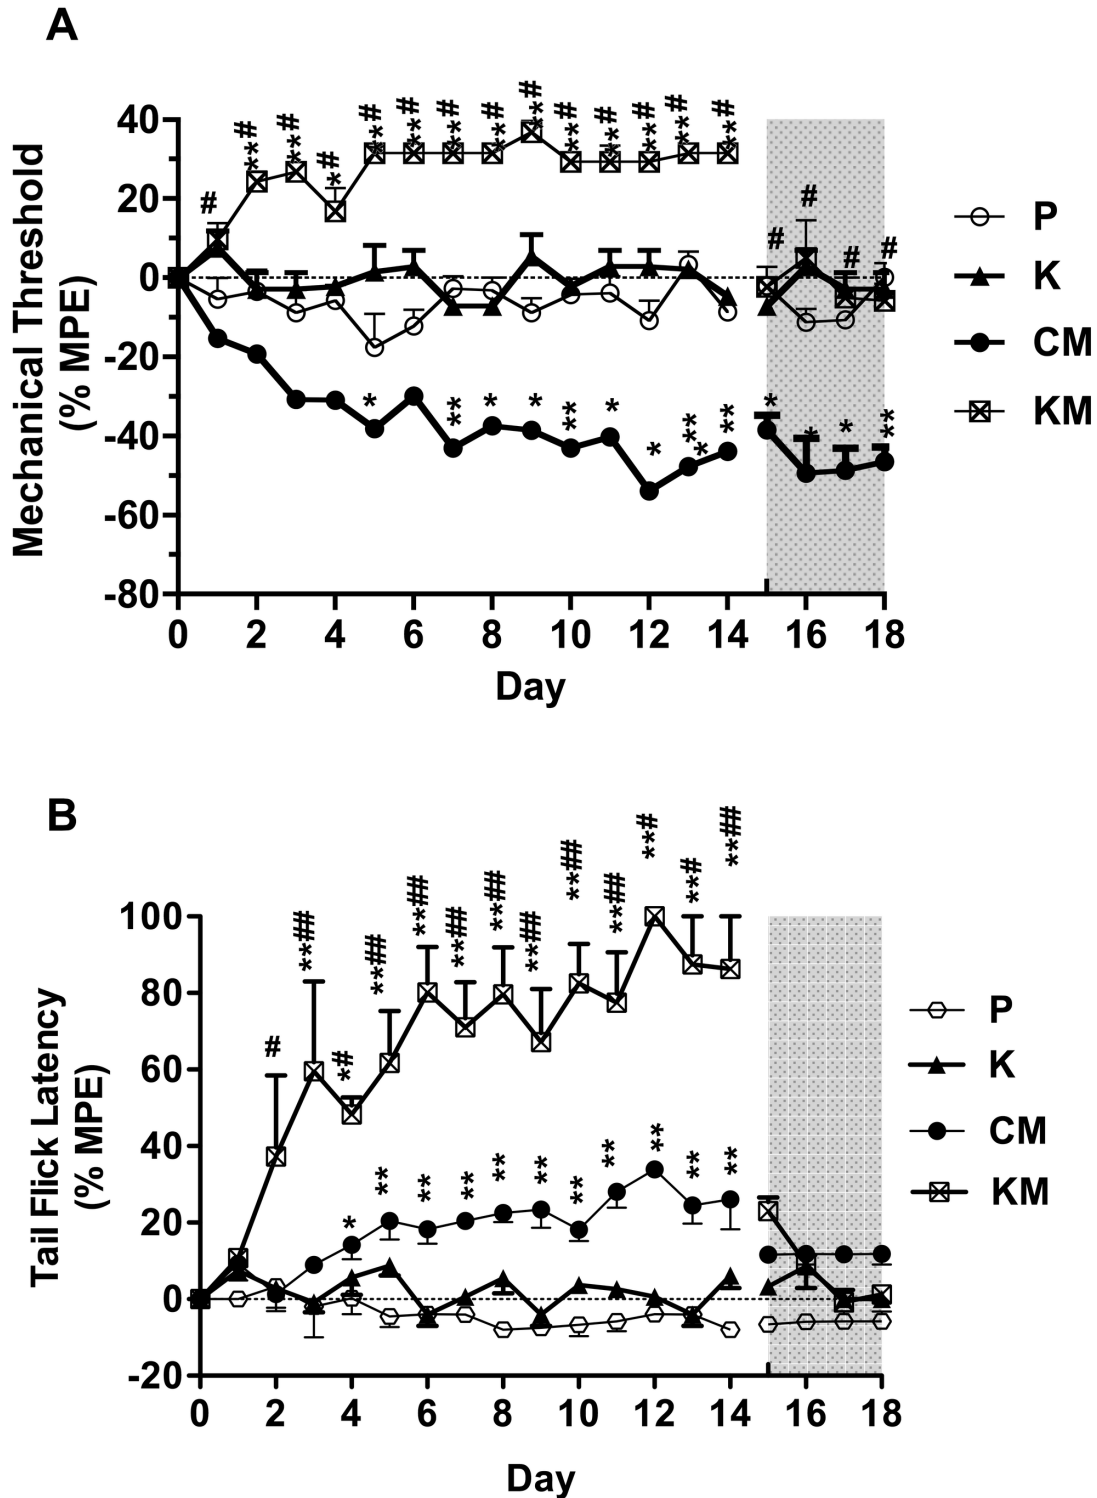 A
Mechanical Threshold
(% MPE)
40
20
0
-20
-40
-60
-80
0 2 4 6 8 10 12 14 16 18
Day
P
K
CM
KM
# **# **# *# **# ***# ***# **# ***# ***# ***# ***# ***# ***# # # # #
* ** * * ** * * *** ** * * * **
B
Tail Flick Latency
(% MPE)
100
80
60
40
20
0
-20
0 2 4 6 8 10 12 14 16 18
Day
P
K
CM
KM
# **## *# **## **## **## **## **## **## **## ***# ***# **##
* ** ** ** ** ** ** ** ** ** **